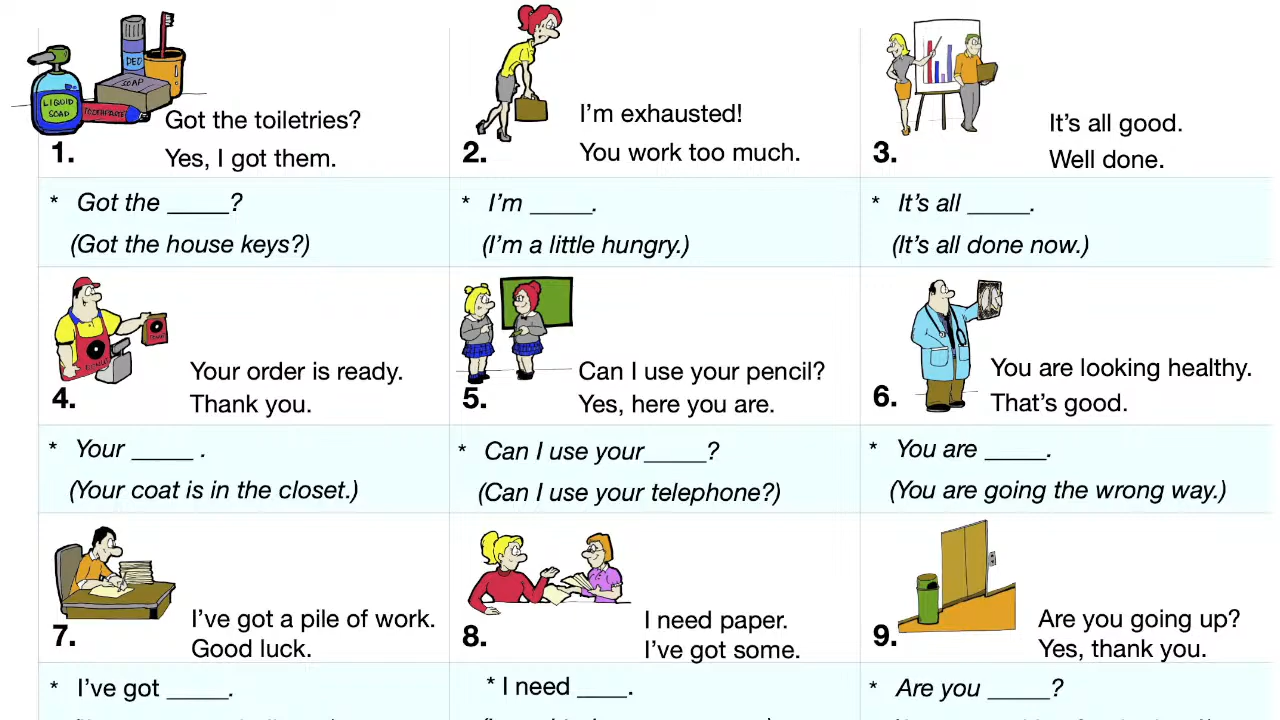 DEO
SOAP
LIQUID
SOAP
TOOTHPASTE
Got the toiletries?
1. Yes, I got them.
* Got the _____?
(Got the house keys?)
I'm exhausted!
2. You work too much.
* I'm _____.
(I'm a little hungry.)
It's all good.
3. Well done.
* It's all _____.
(It's all done now.)
Your order is ready.
4. Thank you.
* Your _____ .
(Your coat is in the closet.)
Can I use your pencil?
5. Yes, here you are.
* Can I use your_____?
(Can I use your telephone?)
You are looking healthy.
6. That's good.
* You are _____.
(You are going the wrong way.)
I've got a pile of work.
7. Good luck.
* I've got _____.
I need paper.
8. I've got some.
* I need ____.
Are you going up?
9. Yes, thank you.
* Are you _____?